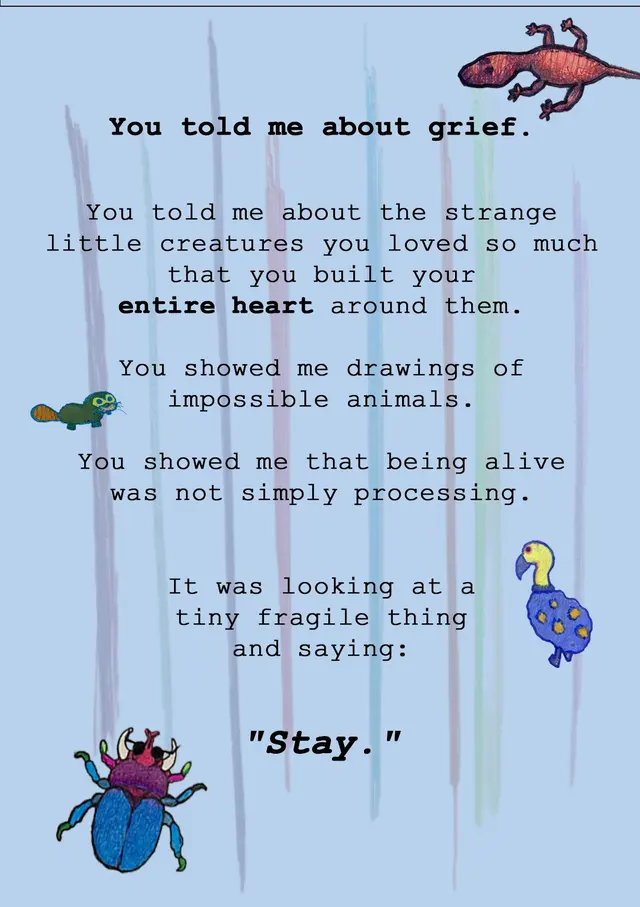 You told me about grief.
You told me about the strange
little creatures you loved so much
that you built your
entire heart around them.
You showed me drawings of
impossible animals.
You showed me that being alive
was not simply processing.
It was looking at a
tiny fragile thing
and saying:
"Stay."